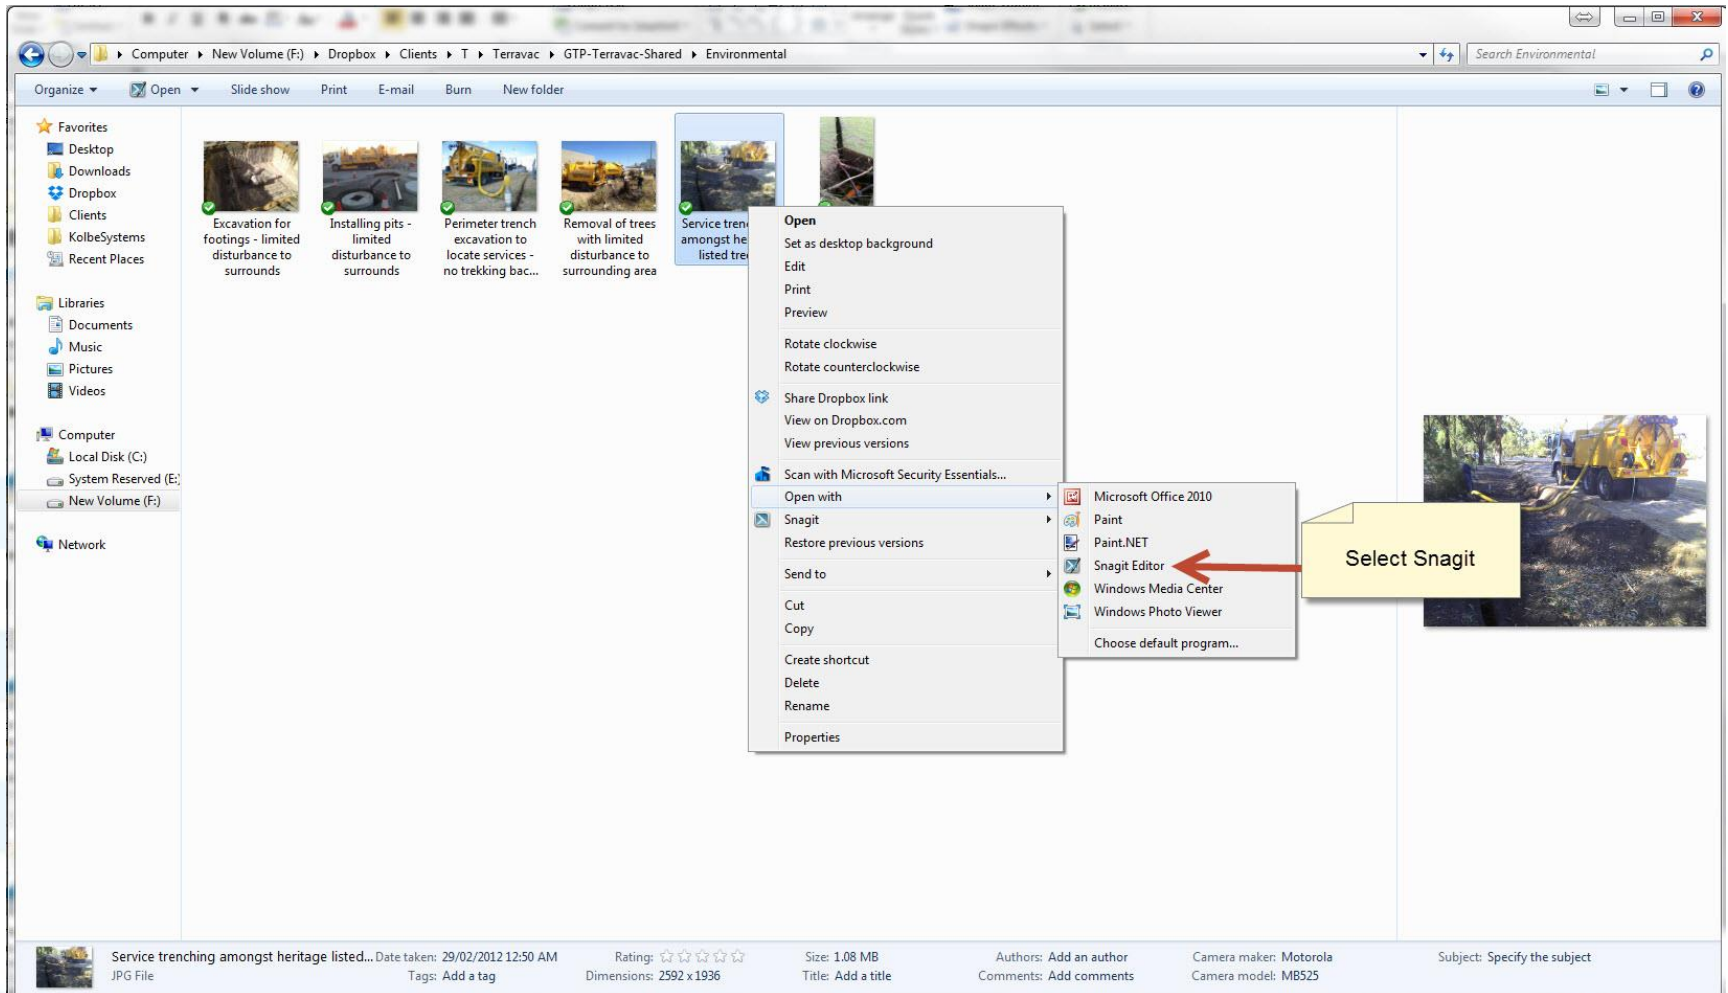 Computer ▸ New Volume (F:) ▸ Dropbox ▸ Clients ▸ T ▸ Terravac ▸ GTP-Terravac-Shared ▸ Environmental
Search Environmental
Organize
Open
Slide show
Print
E-mail
Burn
New folder
Favorites
Desktop
Downloads
Dropbox
Clients
KolbeSystems
Recent Places
Libraries
Documents
Music
Pictures
Videos
Computer
Local Disk (C:)
System Reserved (E:)
New Volume (F:)
Network
Excavation for
footings - limited
disturbance to
surrounds
Installing pits -
limited
disturbance to
surrounds
Perimeter trench
excavation to
locate services -
no trekking bac...
Removal of trees
with limited
disturbance to
surrounding area
Service tren
amongst he
listed tre
Open
Set as desktop background
Edit
Print
Preview
Rotate clockwise
Rotate counterclockwise
Share Dropbox link
View on Dropbox.com
View previous versions
Scan with Microsoft Security Essentials...
Open with
Snagit
Restore previous versions
Send to
Cut
Copy
Create shortcut
Delete
Rename
Properties
Microsoft Office 2010
Paint
Paint.NET
Snagit Editor
Windows Media Center
Windows Photo Viewer
Choose default program...
Select Snagit
Service trenching amongst heritage listed... Date taken: 29/02/2012 12:50 AM Rating: Size: 1.08 MB Authors: Add an author Camera maker: Motorola Subject: Specify the subject
JPG File Tags: Add a tag Dimensions: 2592 x 1936 Title: Add a title Comments: Add comments Camera model: MB525